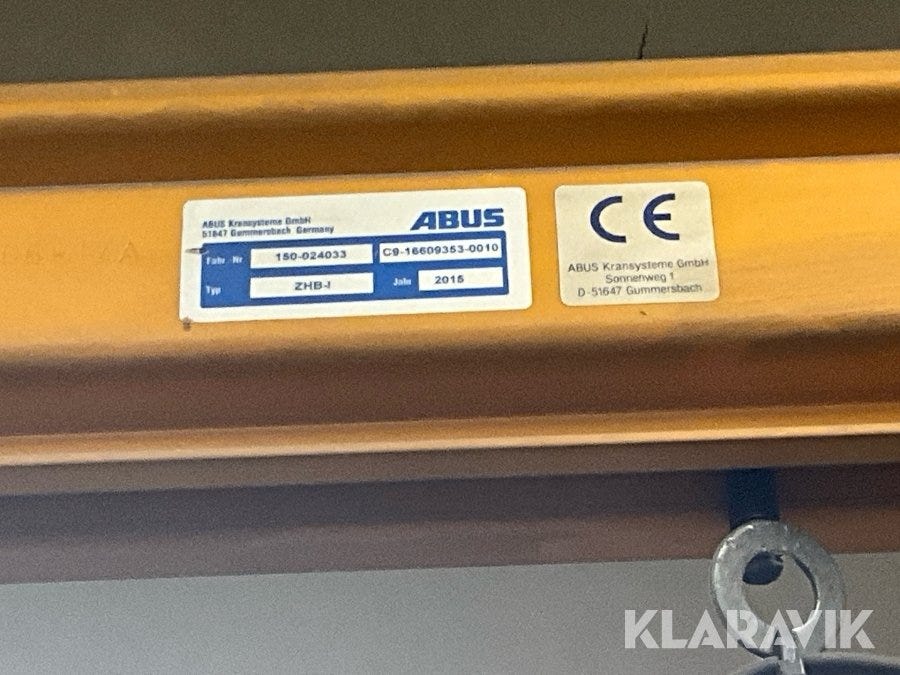 ABUS Kransysteme GmbH
51647 Gummersbach Germany
ABUS
Fabr. Nr 150-024033 C9-16609353-0010
Typ ZHB-I Jahr 2015
CE
ABUS Kransysteme GmbH
Sonnenweg 1
D-51647 Gummersbach
KLARAVIK